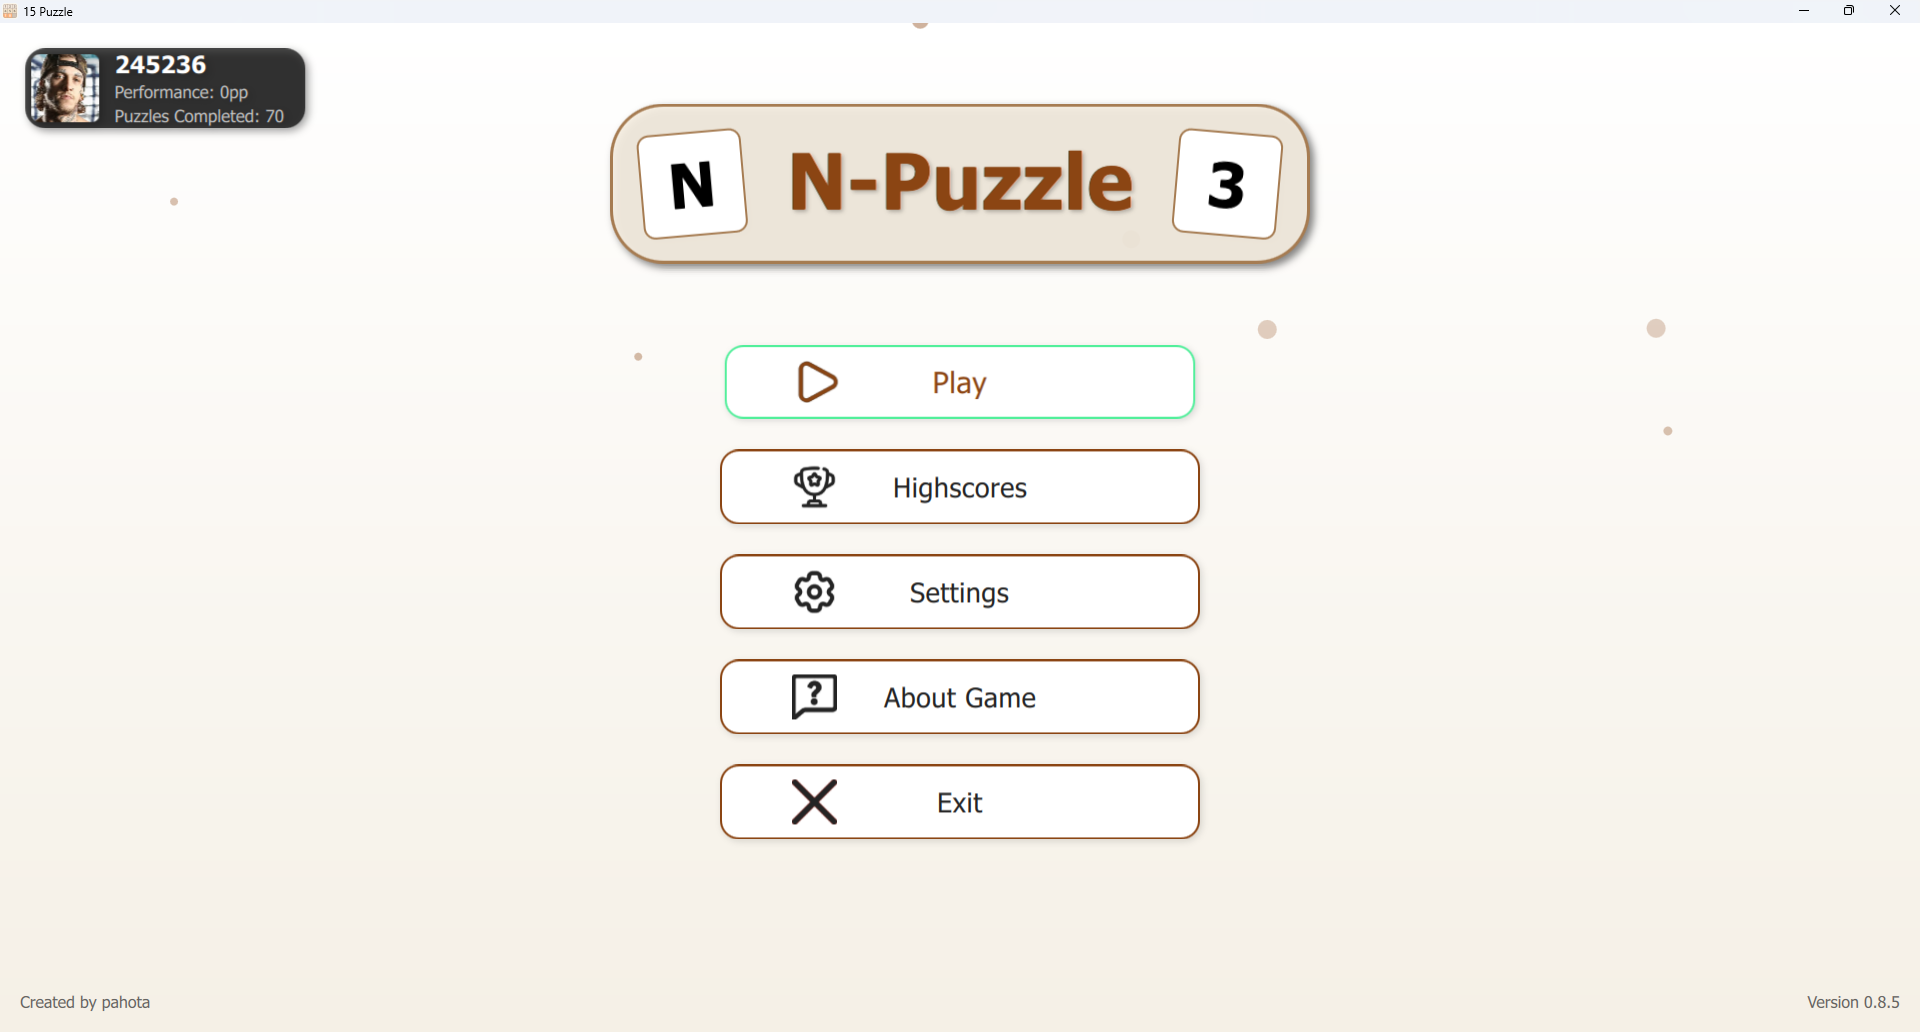 15 Puzzle
245236
Performance: 0pp
Puzzles Completed: 70
N N-Puzzle 3
Play
Highscores
Settings
About Game
Exit
Created by pahota
Version 0.8.5